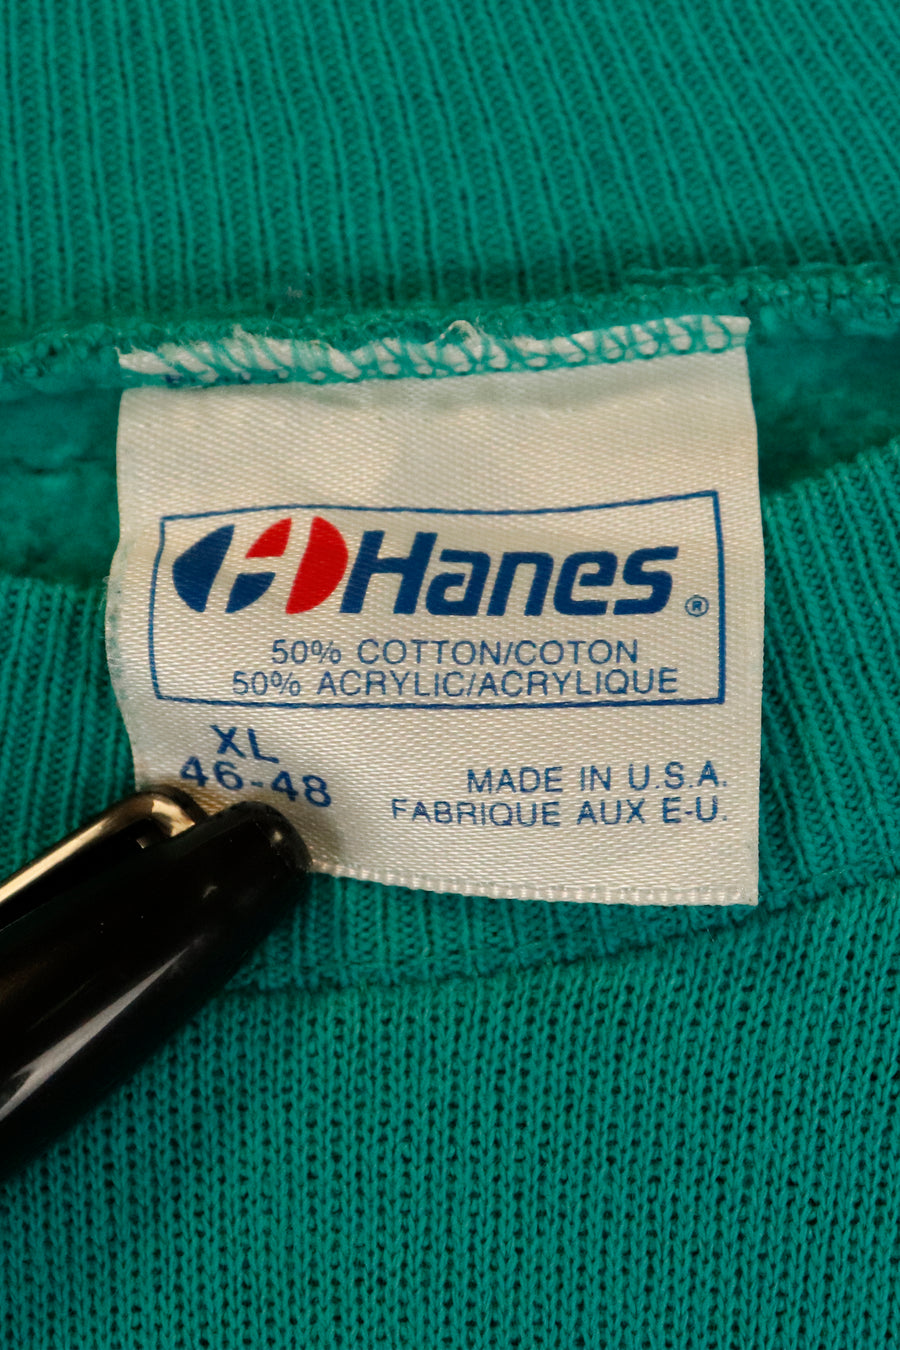 Hanes ®
50% COTTON/COTON
50% ACRYLIC/ACRYLIQUE
XL
46-48
MADE IN U.S.A.
FABRIQUE AUX E-U.